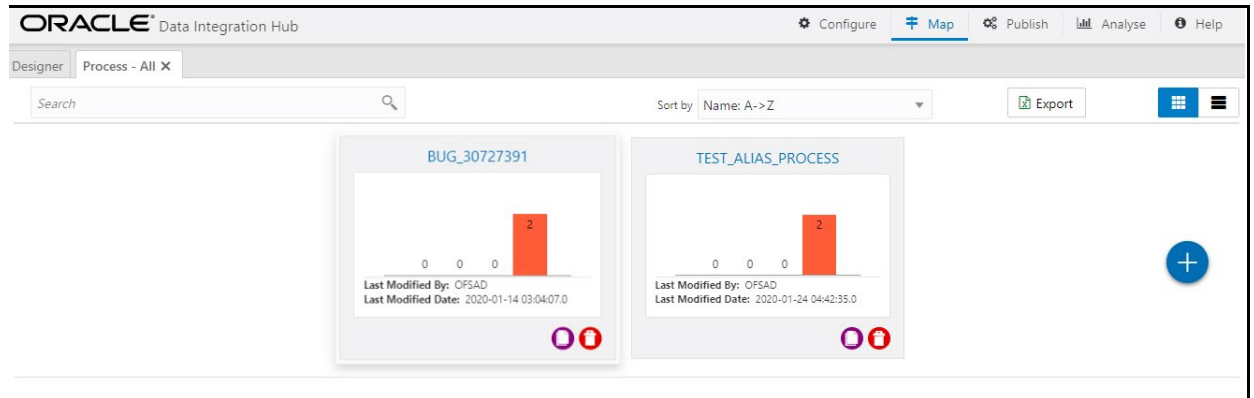 ORACLE® Data Integration Hub
Configure Map Publish Analyse Help
Designer Process - All X
Search Sort by Name: A->Z Export
BUG_30727391 TEST_ALIAS_PROCESS
2 2
0 0 0 0 0 0
Last Modified By: OFSAD Last Modified By: OFSAD
Last Modified Date: 2020-01-14 03:04:07.0 Last Modified Date: 2020-01-24 04:42:35.0